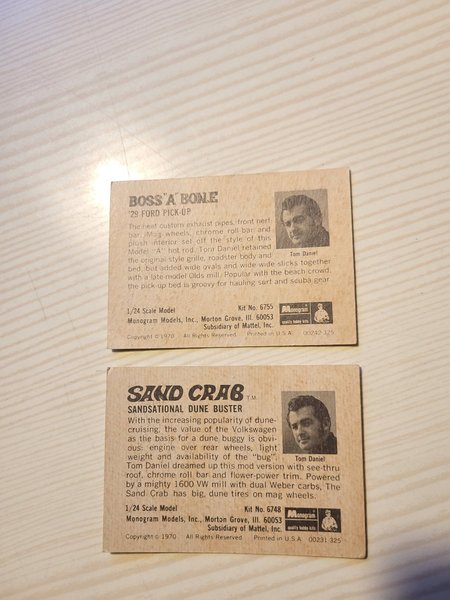 BOSS "A" BONE
'29 FORD PICK-UP
The neat custom exhaust pipes, front nerf
bar, Mag wheels, chrome roll bar and
plush interior set off the style of this
Model "A" hot rod. Tom Daniel retained
the original style grille, roadster body and
bed, but added wide ovals and wide wide slicks together
with a late model Olds mill. Popular with the beach crowd,
the pick-up bed is groovy for hauling surf and scuba gear
Tom Daniel
1/24 Scale Model Kit No. 6755
Monogram Models, Inc., Morton Grove, Ill. 60053
Subsidiary of Mattel, Inc.
Monogram
quality hobby kits
Copyright © 1970 All Rights Reserved Printed in U.S.A. 00242-325
SAND CRAB T.M.
SANDSATIONAL DUNE BUSTER
With the increasing popularity of dune-
cruising, the value of the Volkswagen
as the basis for a dune buggy is obvi-
ous: engine over rear wheels, light
weight and availability of the "bug".
Tom Daniel dreamed up this mod version with see-thru
roof, chrome roll bar and flower-power trim. Powered
by a mighty 1600 VW mill with dual Weber carbs, The
Sand Crab has big, dune tires on mag wheels.
Tom Daniel
1/24 Scale Model Kit No. 6748
Monogram Models, Inc., Morton Grove, Ill. 60053
Subsidiary of Mattel, Inc.
Monogram
quality hobby kits
Copyright © 1970 All Rights Reserved Printed in U.S.A. 00231-325